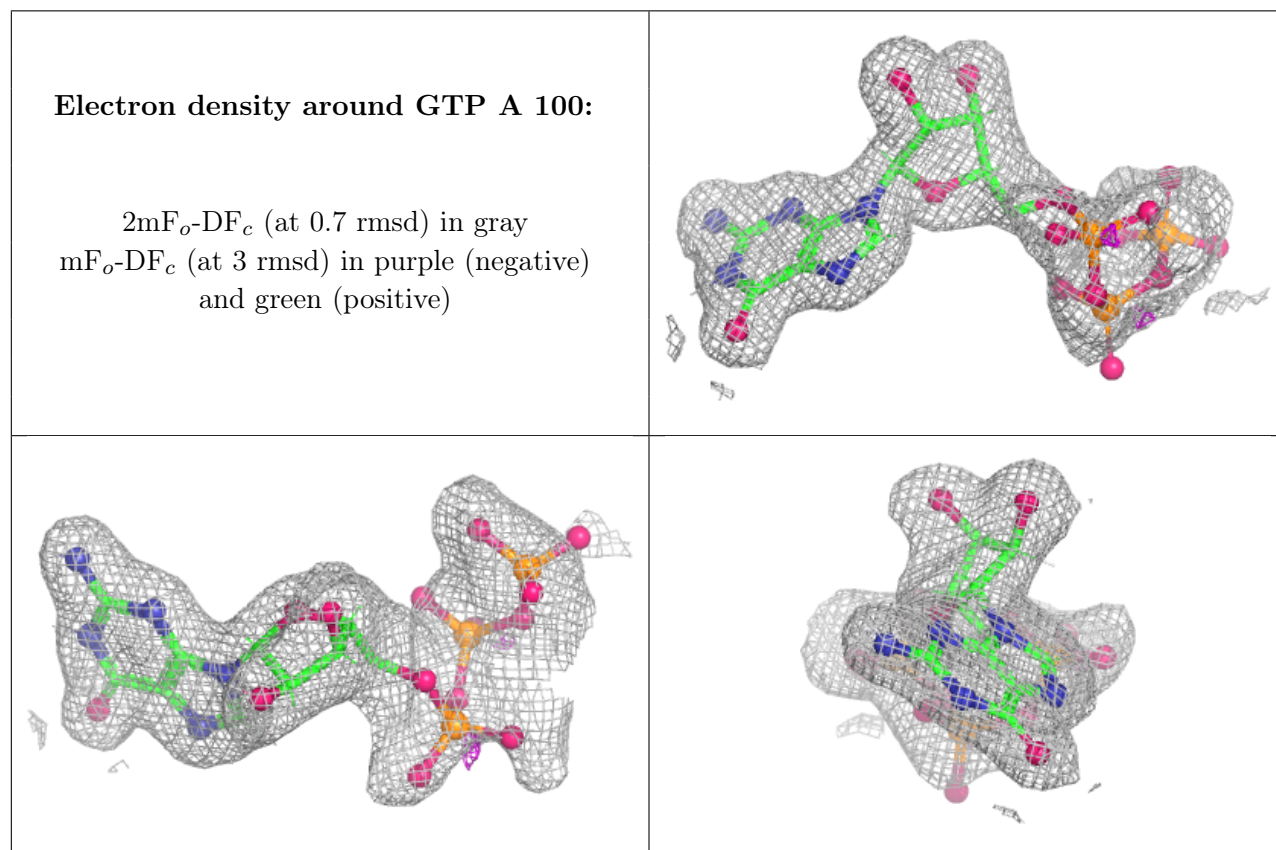 Electron density around GTP A 100:
2mFo-DFc (at 0.7 rmsd) in gray
mFo-DFc (at 3 rmsd) in purple (negative)
and green (positive)